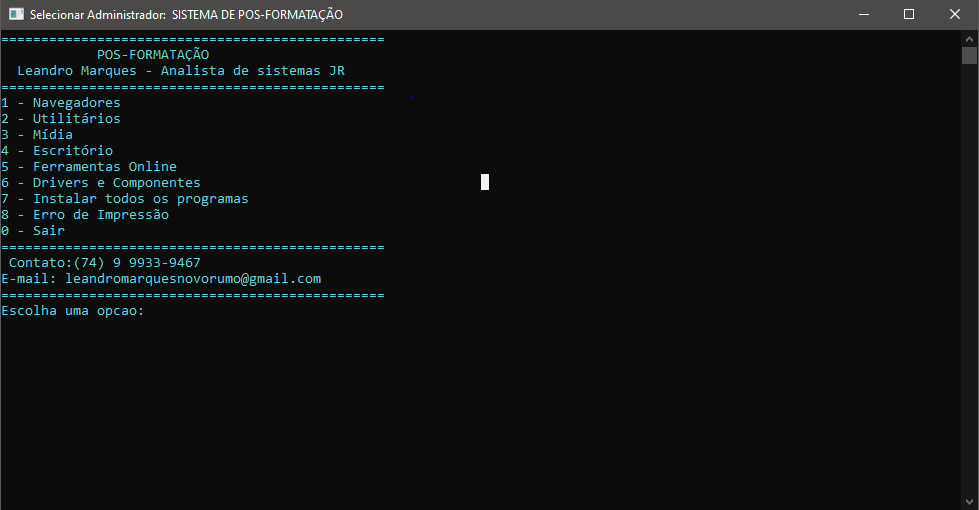 Selecionar Administrador:  SISTEMA DE POS-FORMATAÇÃO
================================================
POS-FORMATAÇÃO
Leandro Marques - Analista de sistemas JR
================================================
1 - Navegadores
2 - Utilitários
3 - Mídia
4 - Escritório
5 - Ferramentas Online
6 - Drivers e Componentes
7 - Instalar todos os programas
8 - Erro de Impressão
0 - Sair
================================================
Contato:(74) 9 9933-9467
E-mail: leandromarquesnovorumo@gmail.com
================================================
Escolha uma opcao: